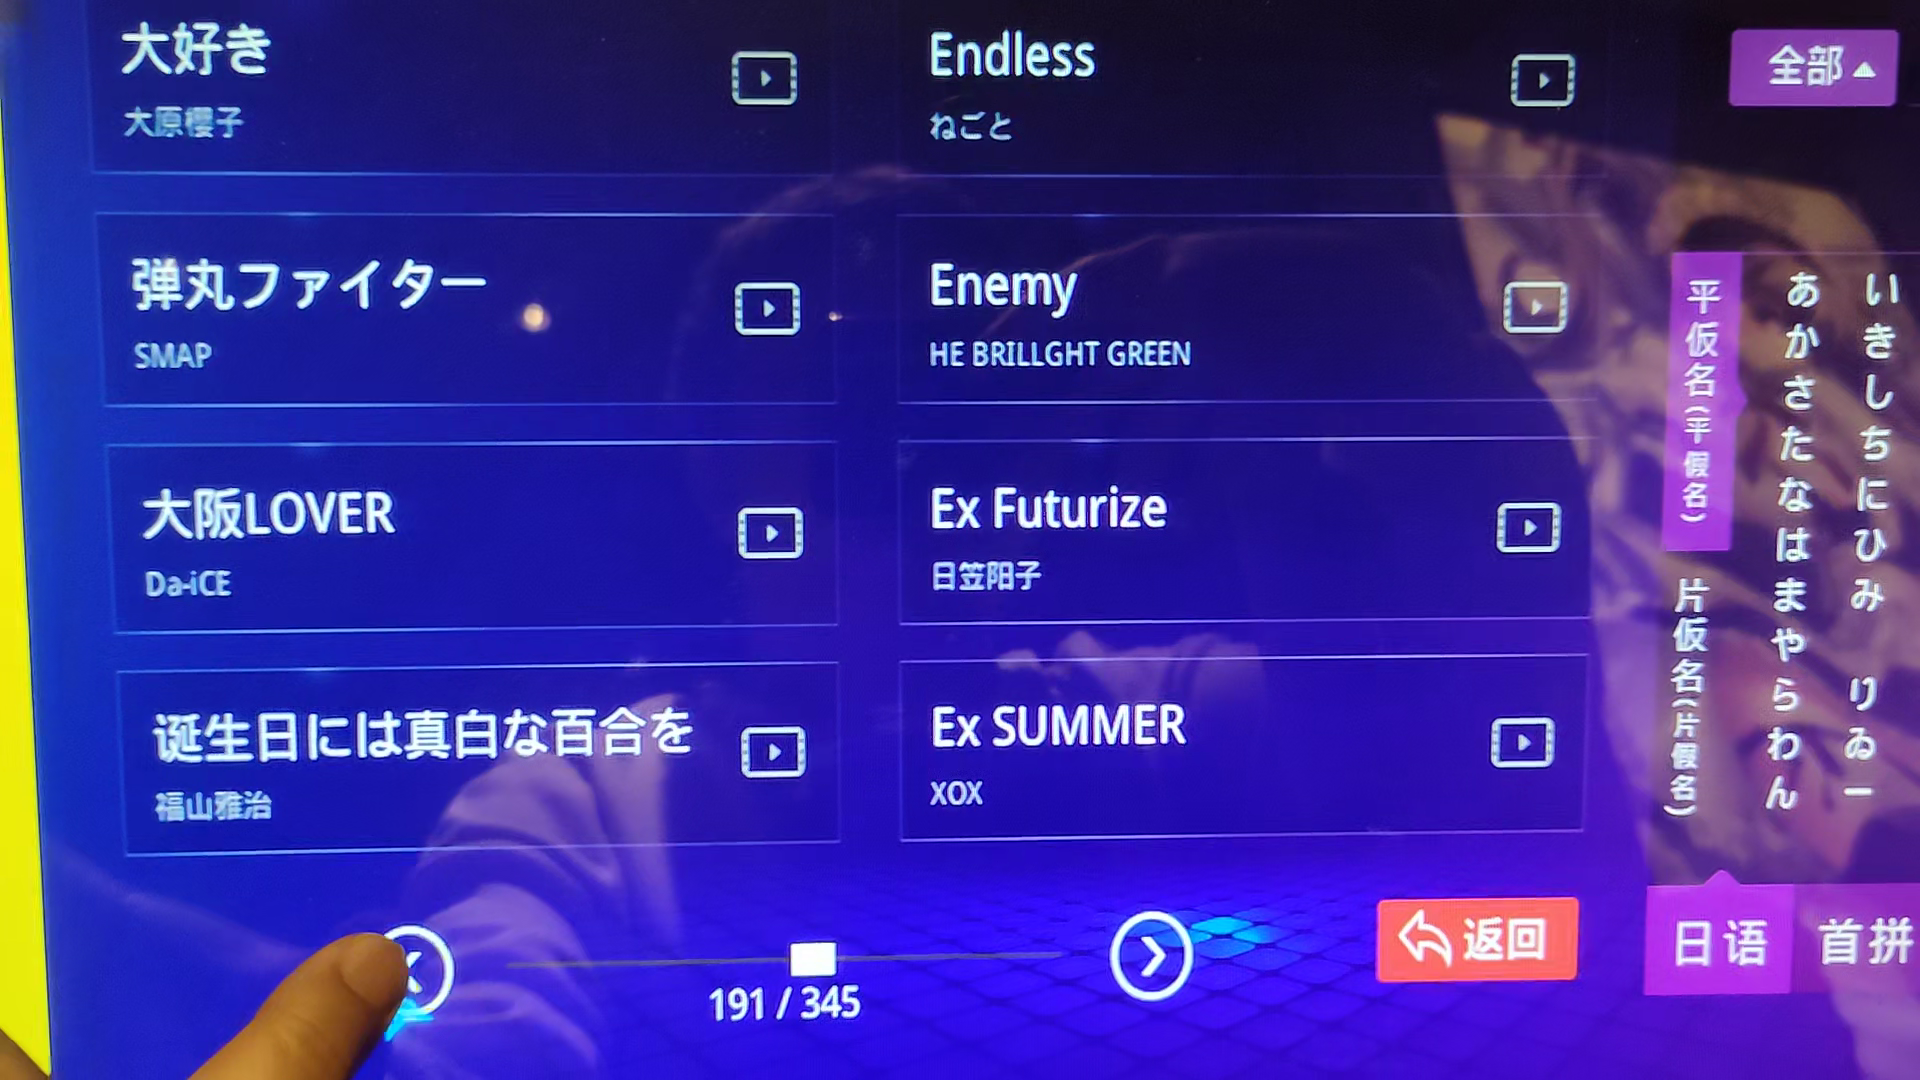 大好き
大原櫻子
Endless
ねごと
全部
弾丸ファイター
SMAP
Enemy
HE BRILLGHT GREEN
大阪LOVER
Da-iCE
Ex Futurize
日笠阳子
诞生日には真白な百合を
福山雅治
Ex SUMMER
XOX
191 / 345
返回
平仮名(平假名)
片仮名(片假名)
あかさたなはまやらわん
いきしちにひみ りゐー
日语
首拼